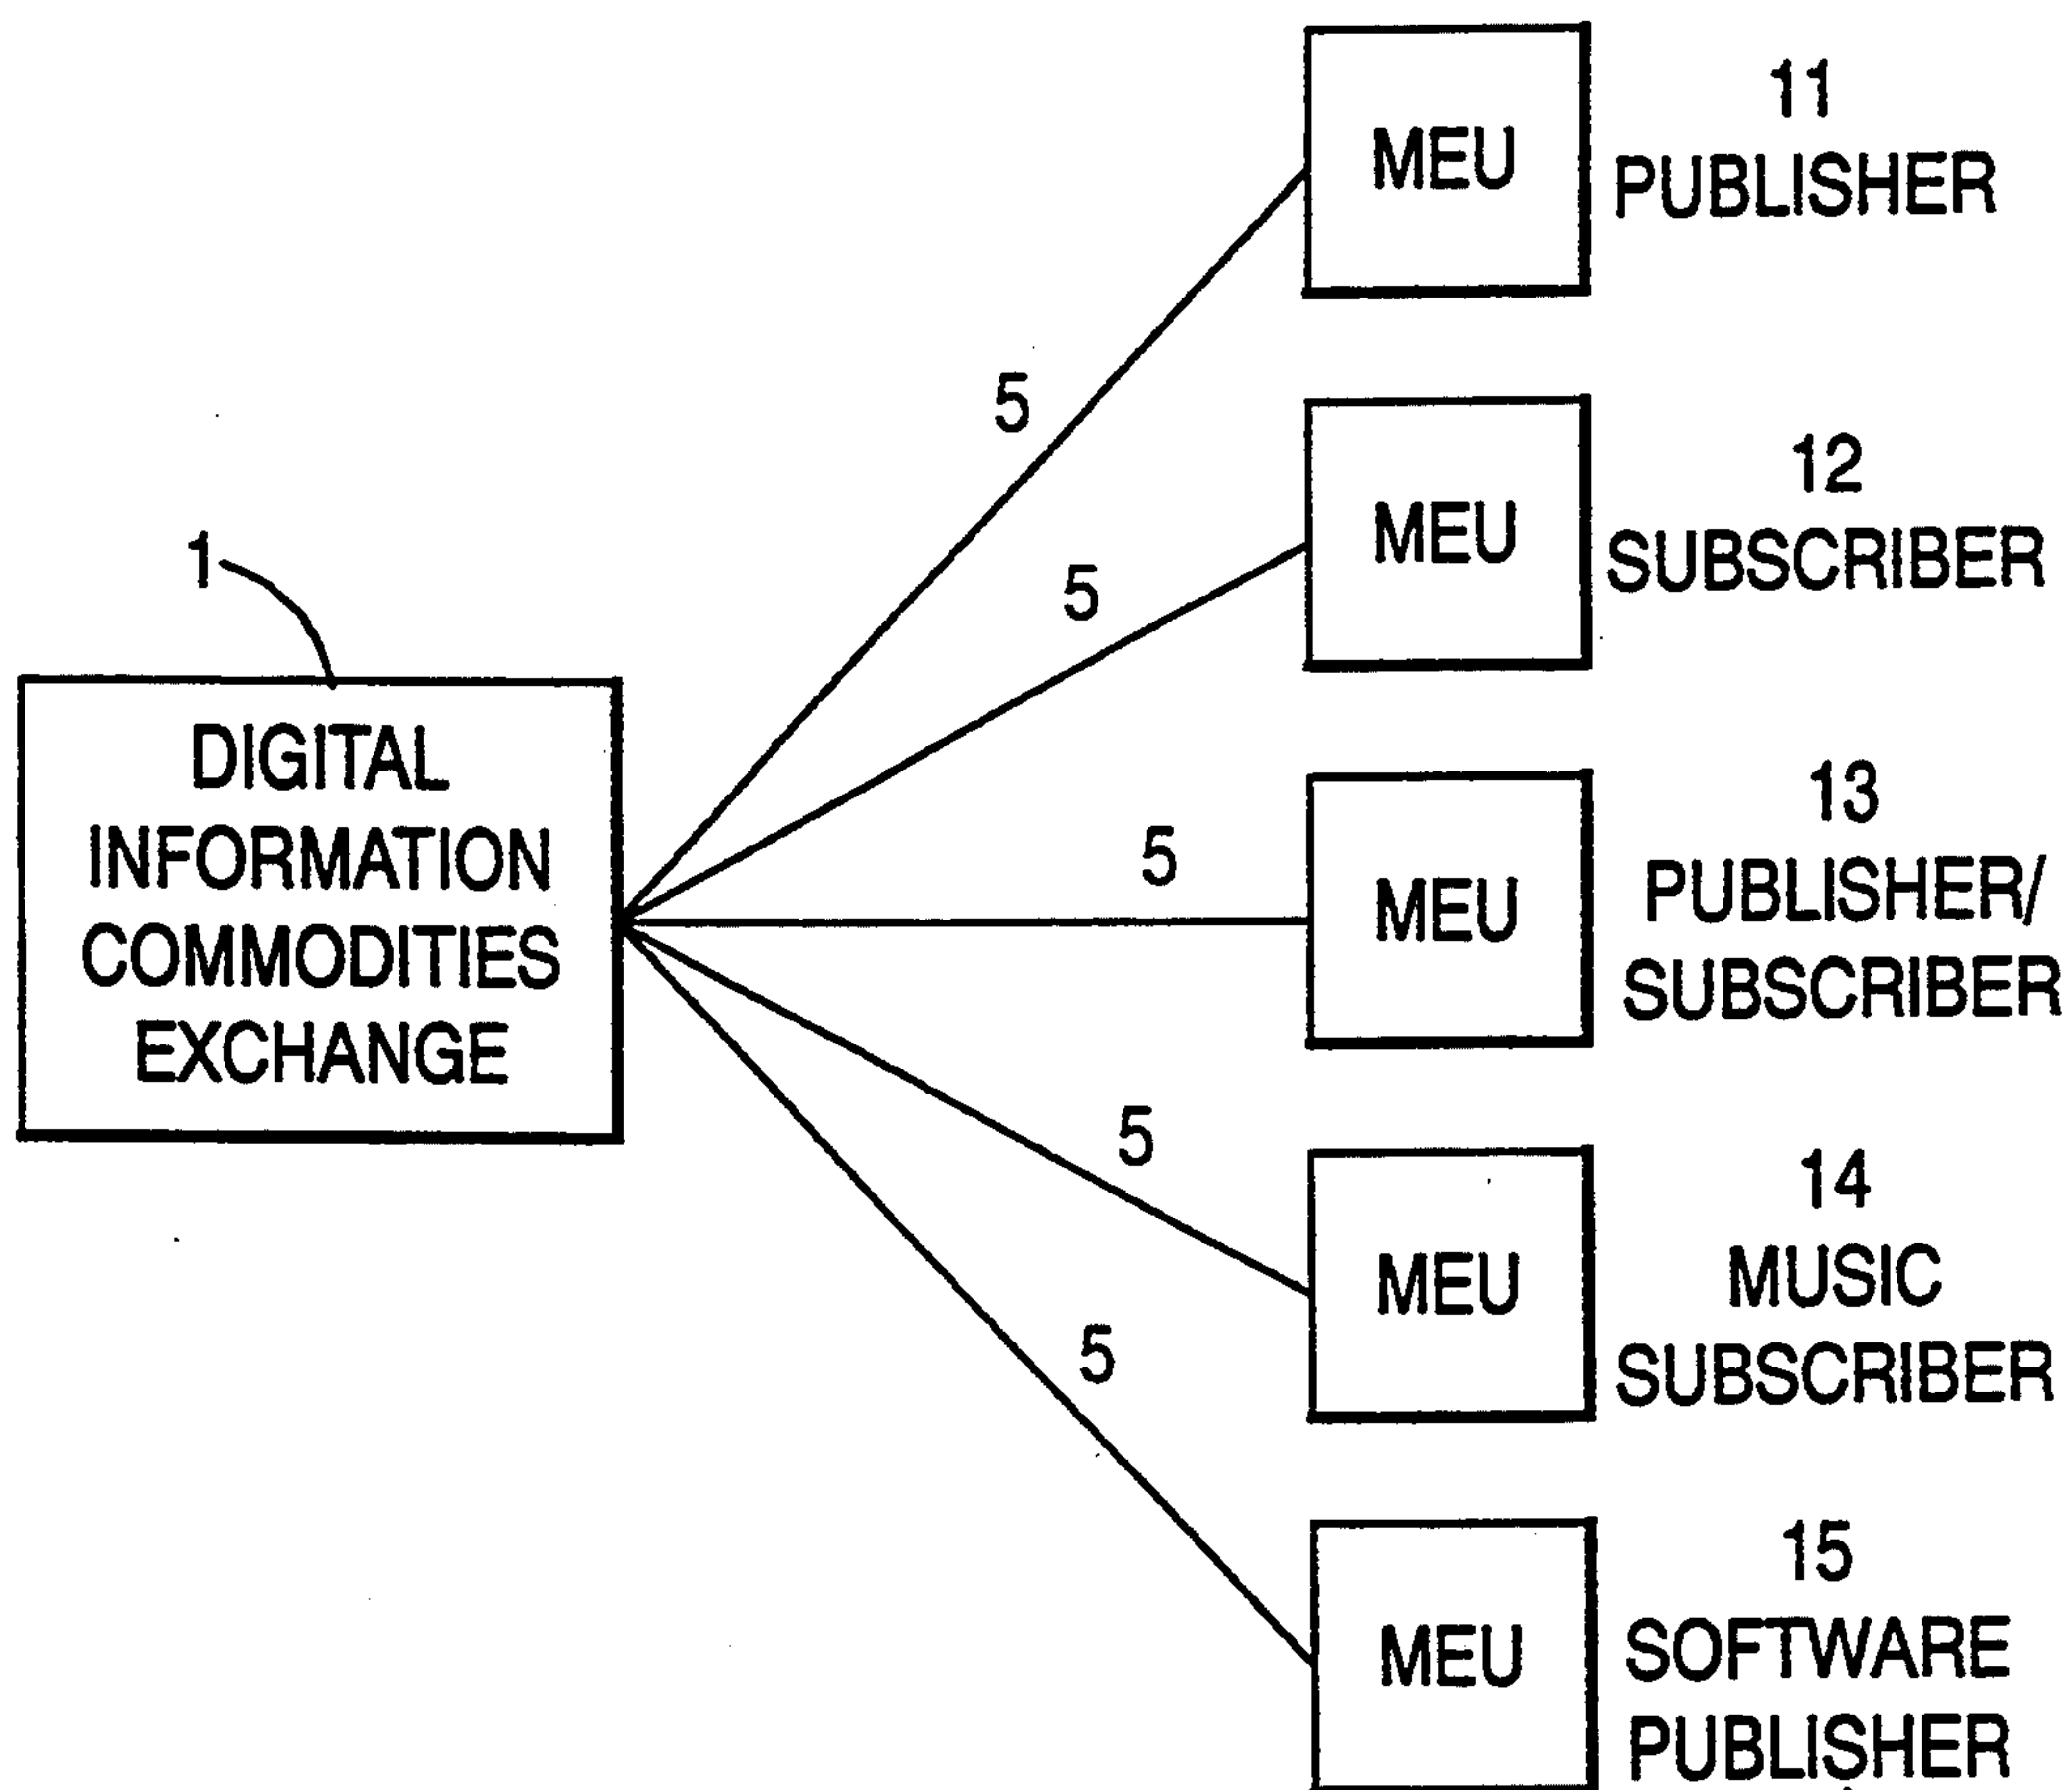 MEU
11
PUBLISHER
5
MEU
12
SUBSCRIBER
5
1
DIGITAL
INFORMATION
COMMODITIES
EXCHANGE
5
MEU
13
PUBLISHER/
SUBSCRIBER
5
MEU
14
MUSIC
SUBSCRIBER
5
MEU
15
SOFTWARE
PUBLISHER